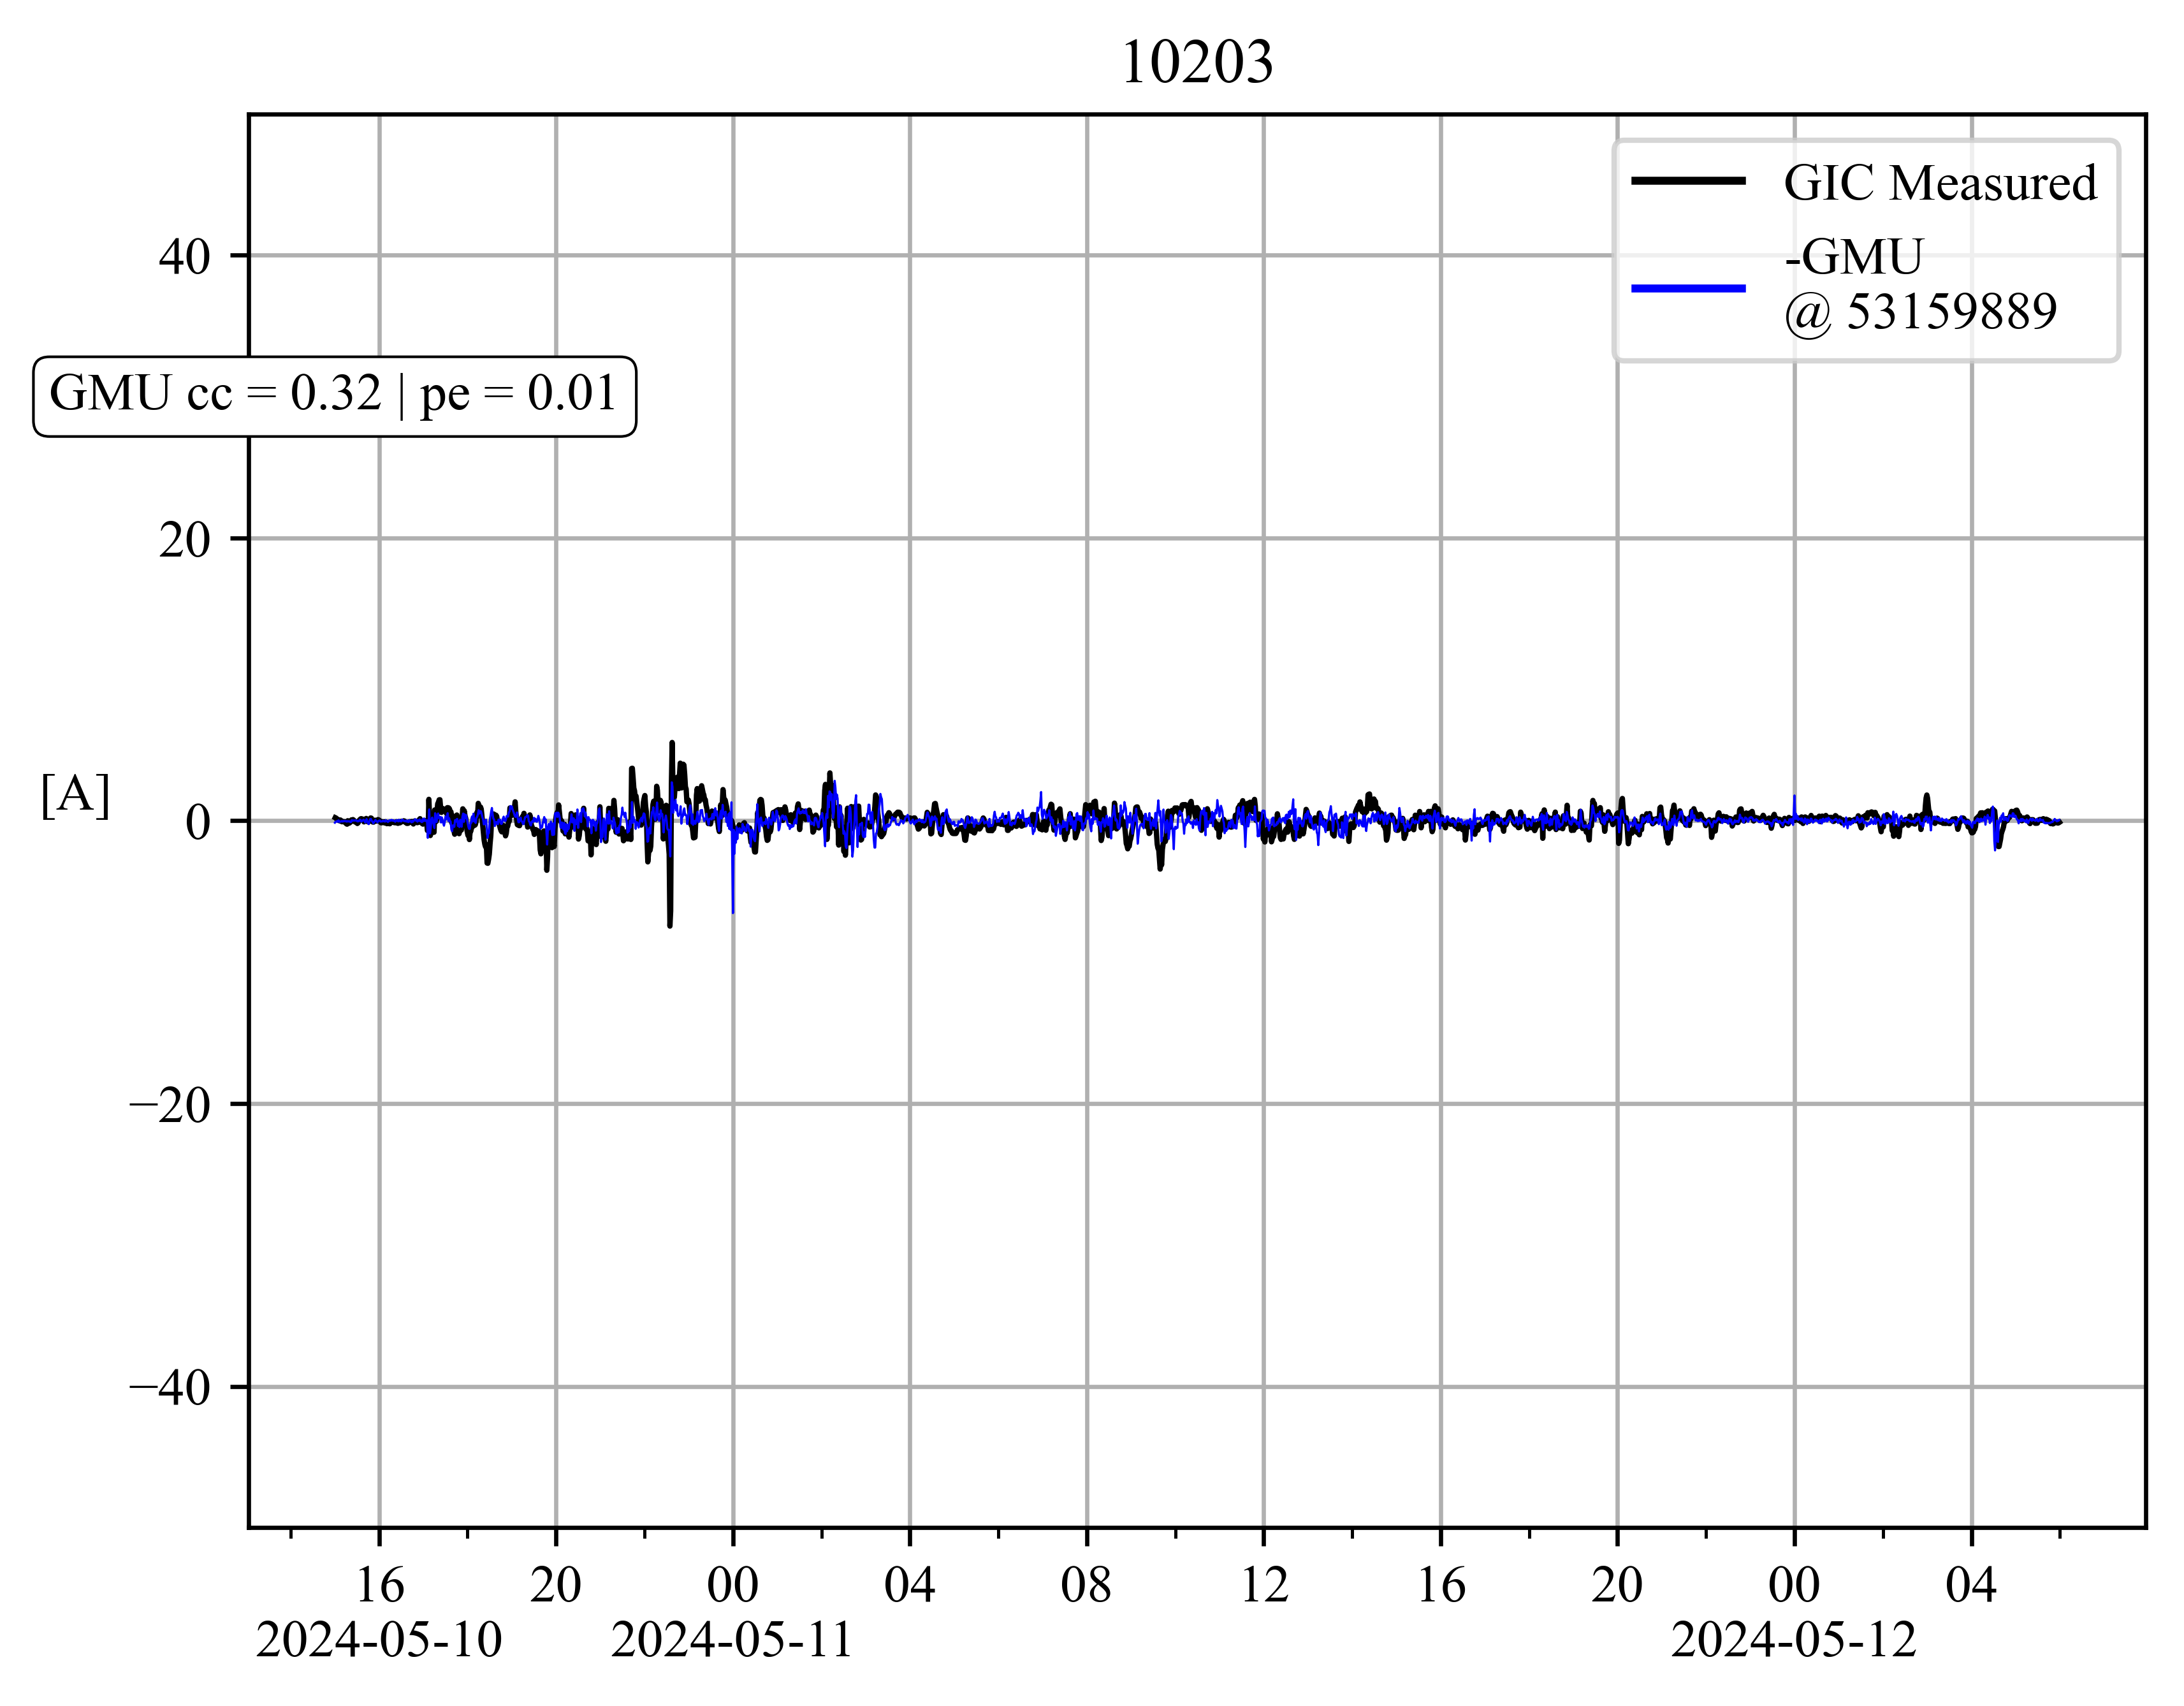 10203
GIC Measured
-GMU
@ 53159889
40
GMU cc = 0.32 | pe = 0.01
20
[A]
0
−20
−40
16 20 00 04 08 12 16 20 00 04
2024-05-10 2024-05-11 2024-05-12